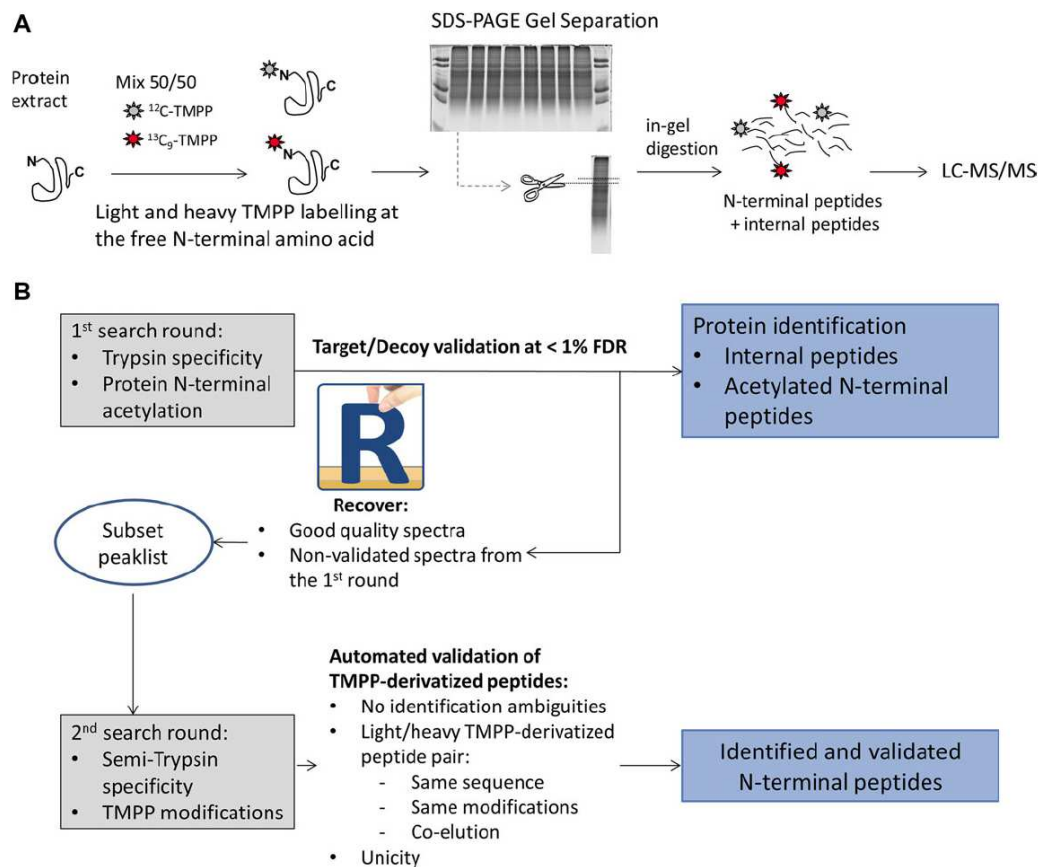 A
SDS-PAGE Gel Separation
Protein
extract
Mix 50/50
¹²C-TMPP
¹³C₉-TMPP
N
C
N
C
N
C
Light and heavy TMPP labelling at
the free N-terminal amino acid
in-gel
digestion
N-terminal peptides
+ internal peptides
LC-MS/MS
B
1st search round:
• Trypsin specificity
• Protein N-terminal
acetylation
Target/Decoy validation at < 1% FDR
Protein identification
• Internal peptides
• Acetylated N-terminal
peptides
R
Recover:
• Good quality spectra
• Non-validated spectra from
the 1st round
Subset
peaklist
2nd search round:
• Semi-Trypsin
specificity
• TMPP modifications
Automated validation of
TMPP-derivatized peptides:
• No identification ambiguities
• Light/heavy TMPP-derivatized
peptide pair:
- Same sequence
- Same modifications
- Co-elution
• Unicity
Identified and validated
N-terminal peptides